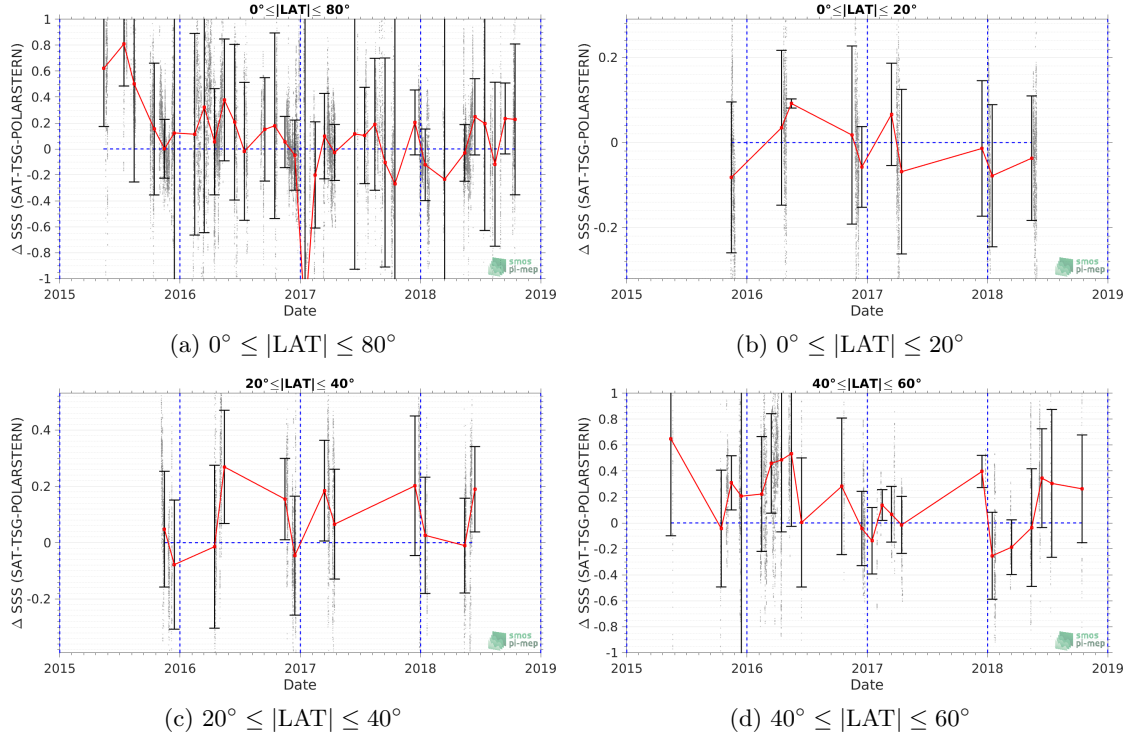 0°≤|LAT|≤ 80°
Δ SSS (SAT-TSG-POLARSTERN)
1
0.8
0.6
0.4
0.2
0
-0.2
-0.4
-0.6
-0.8
-1
2015 2016 2017 2018 2019
Date
smos
pi-mep
(a) 0° ≤ |LAT| ≤ 80°
0°≤|LAT|≤ 20°
Δ SSS (SAT-TSG-POLARSTERN)
0.2
0
-0.2
2015 2016 2017 2018 2019
Date
smos
pi-mep
(b) 0° ≤ |LAT| ≤ 20°
20°≤|LAT|≤ 40°
Δ SSS (SAT-TSG-POLARSTERN)
0.4
0.2
0
-0.2
2015 2016 2017 2018 2019
Date
smos
pi-mep
(c) 20° ≤ |LAT| ≤ 40°
40°≤|LAT|≤ 60°
Δ SSS (SAT-TSG-POLARSTERN)
1
0.8
0.6
0.4
0.2
0
-0.2
-0.4
-0.6
-0.8
-1
2015 2016 2017 2018 2019
Date
smos
pi-mep
(d) 40° ≤ |LAT| ≤ 60°